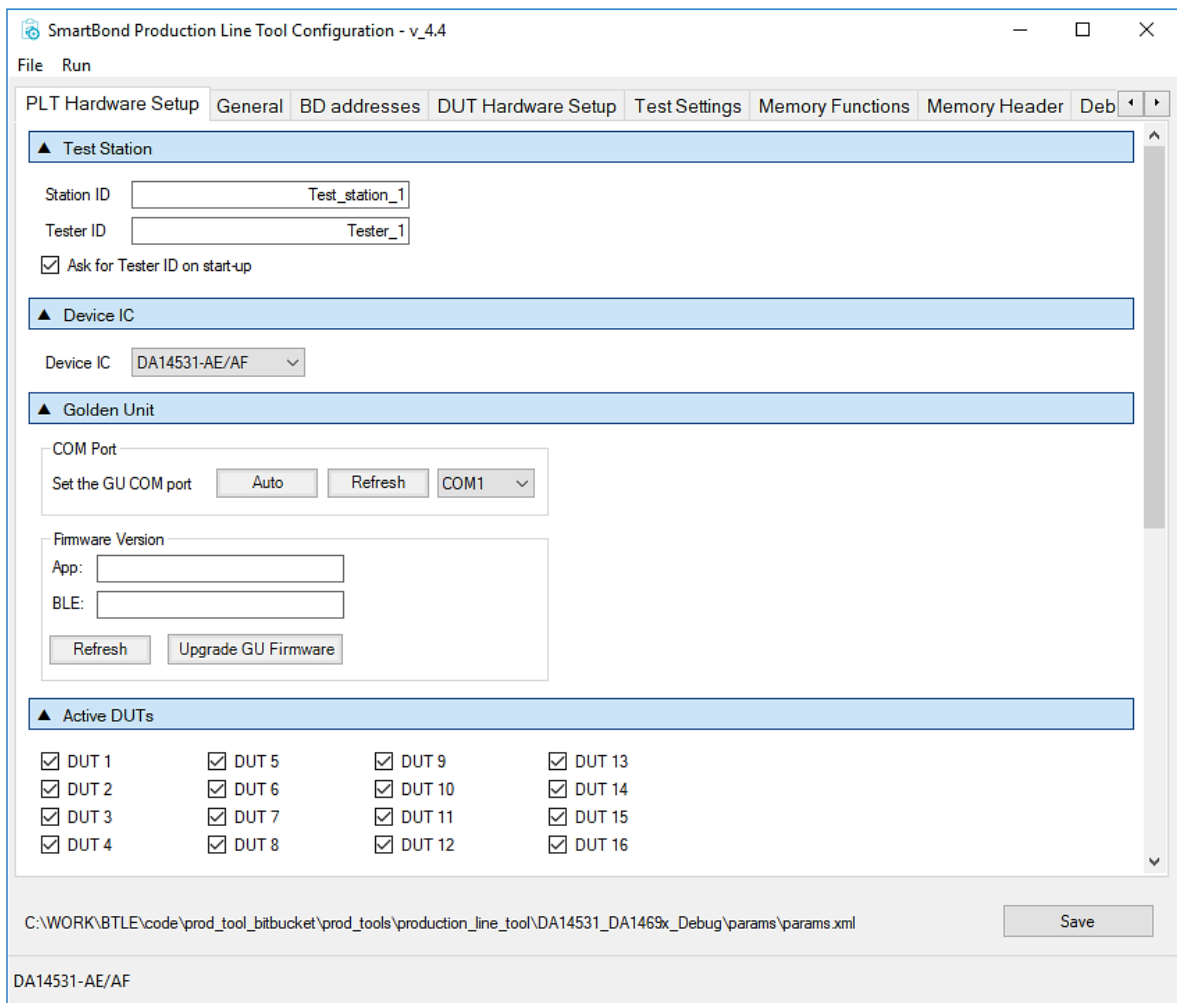 SmartBond Production Line Tool Configuration - v_4.4
File Run
PLT Hardware Setup General BD addresses DUT Hardware Setup Test Settings Memory Functions Memory Header Deb
Test Station
Station ID Test_station_1
Tester ID Tester_1
Ask for Tester ID on start-up
Device IC
Device IC DA14531-AE/AF
Golden Unit
COM Port
Set the GU COM port Auto Refresh COM1
Firmware Version
App:
BLE:
Refresh Upgrade GU Firmware
Active DUTs
DUT 1 DUT 5 DUT 9 DUT 13
DUT 2 DUT 6 DUT 10 DUT 14
DUT 3 DUT 7 DUT 11 DUT 15
DUT 4 DUT 8 DUT 12 DUT 16
C:\WORK\BTLE\code\prod_tool_bitbucket\prod_tools\production_line_tool\DA14531_DA1469x_Debug\params\params.xml Save
DA14531-AE/AF